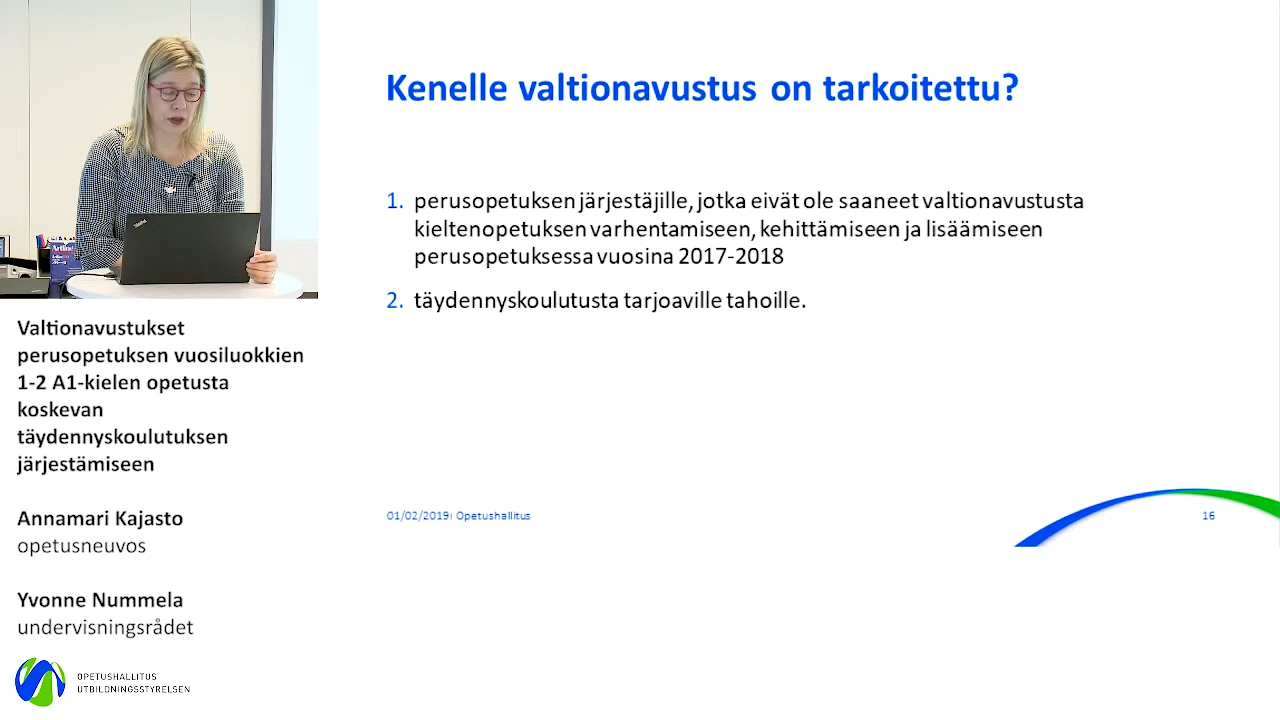 Kenelle valtionavustus on tarkoitettu?
1. perusopetuksen järjestäjille, jotka eivät ole saaneet valtionavustusta
kieltenopetuksen varhentamiseen, kehittämiseen ja lisäämiseen
perusopetuksessa vuosina 2017-2018
2. täydennyskoulutusta tarjoaville tahoille.
01/02/2019 Opetushallitus
16
Valtionavustukset
perusopetuksen vuosiluokkien
1-2 A1-kielen opetusta
koskevan
täydennyskoulutuksen
järjestämiseen
Annamari Kajasto
opetusneuvos
Yvonne Nummela
undervisningsrådet
OPETUSHALLITUS
UTBILDNINGSSTYRELSEN
ThinkPad
Artline